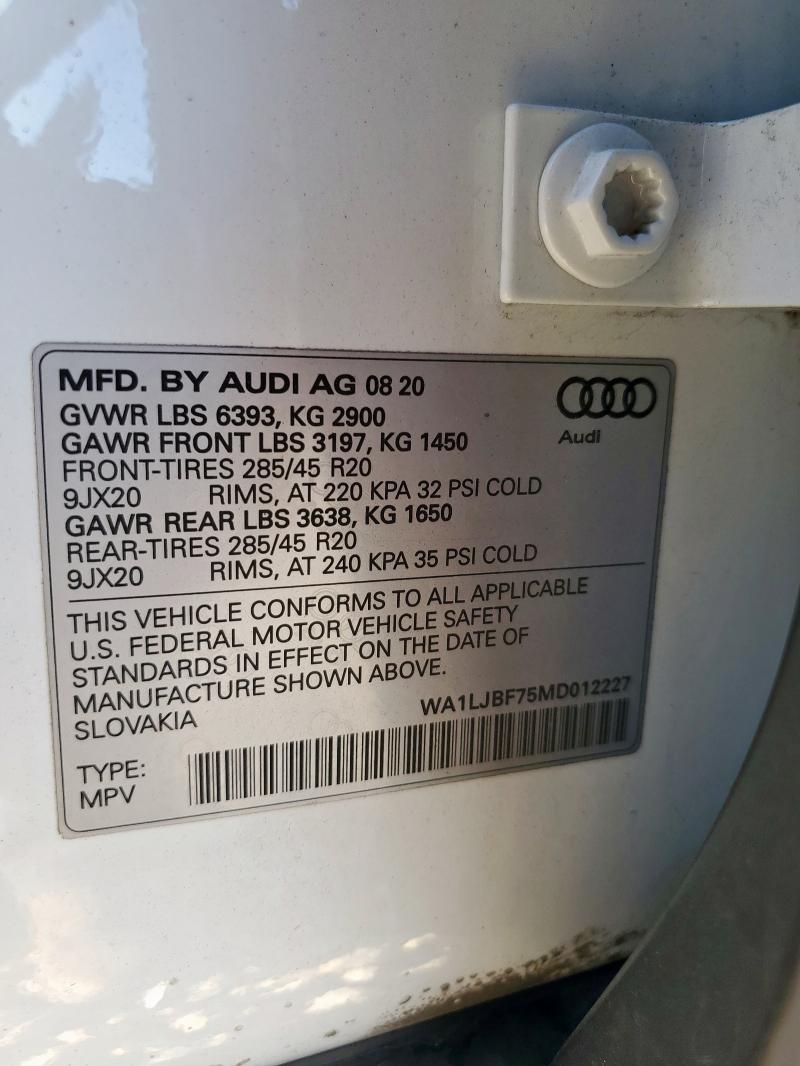 MFD. BY AUDI AG 08 20
GVWR LBS 6393, KG 2900
GAWR FRONT LBS 3197, KG 1450
Audi
FRONT-TIRES 285/45 R20
9JX20 RIMS, AT 220 KPA 32 PSI COLD
GAWR REAR LBS 3638, KG 1650
REAR-TIRES 285/45 R20
9JX20 RIMS, AT 240 KPA 35 PSI COLD
THIS VEHICLE CONFORMS TO ALL APPLICABLE
U.S. FEDERAL MOTOR VEHICLE SAFETY
STANDARDS IN EFFECT ON THE DATE OF
MANUFACTURE SHOWN ABOVE.
SLOVAKIA WA1LJBF75MD012227
TYPE:
MPV